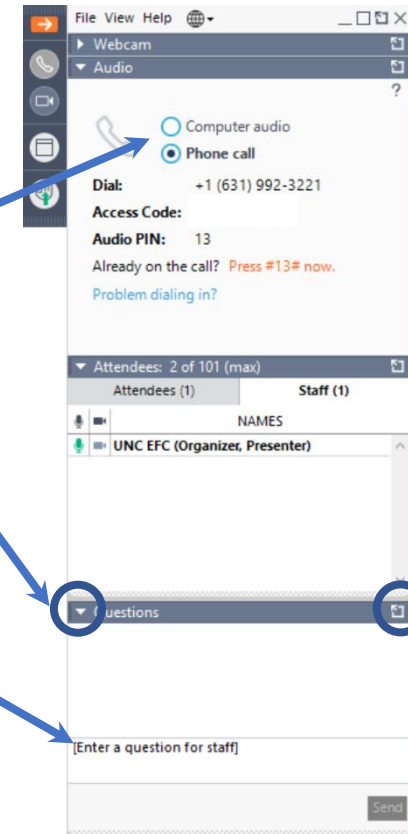 File View Help
Webcam
Audio
?
Computer audio
Phone call
Dial: +1 (631) 992-3221
Access Code:
Audio PIN: 13
Already on the call? Press #13# now.
Problem dialing in?
Attendees: 2 of 101 (max)
Attendees (1) Staff (1)
NAMES
UNC EFC (Organizer, Presenter)
Questions
[Enter a question for staff]
Send